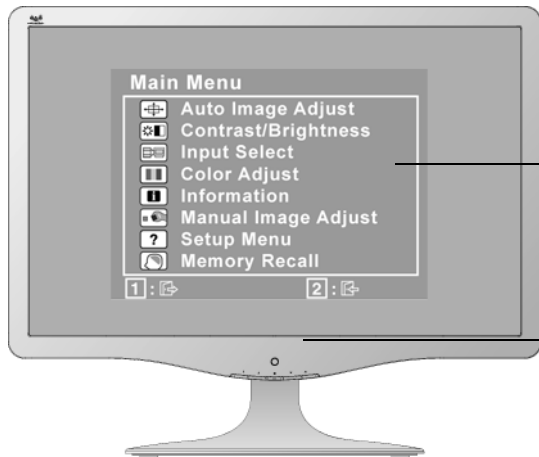 Main Menu
Auto Image Adjust
Contrast/Brightness
Input Select
Color Adjust
Information
Manual Image Adjust
? Setup Menu
Memory Recall
1 : 2 :